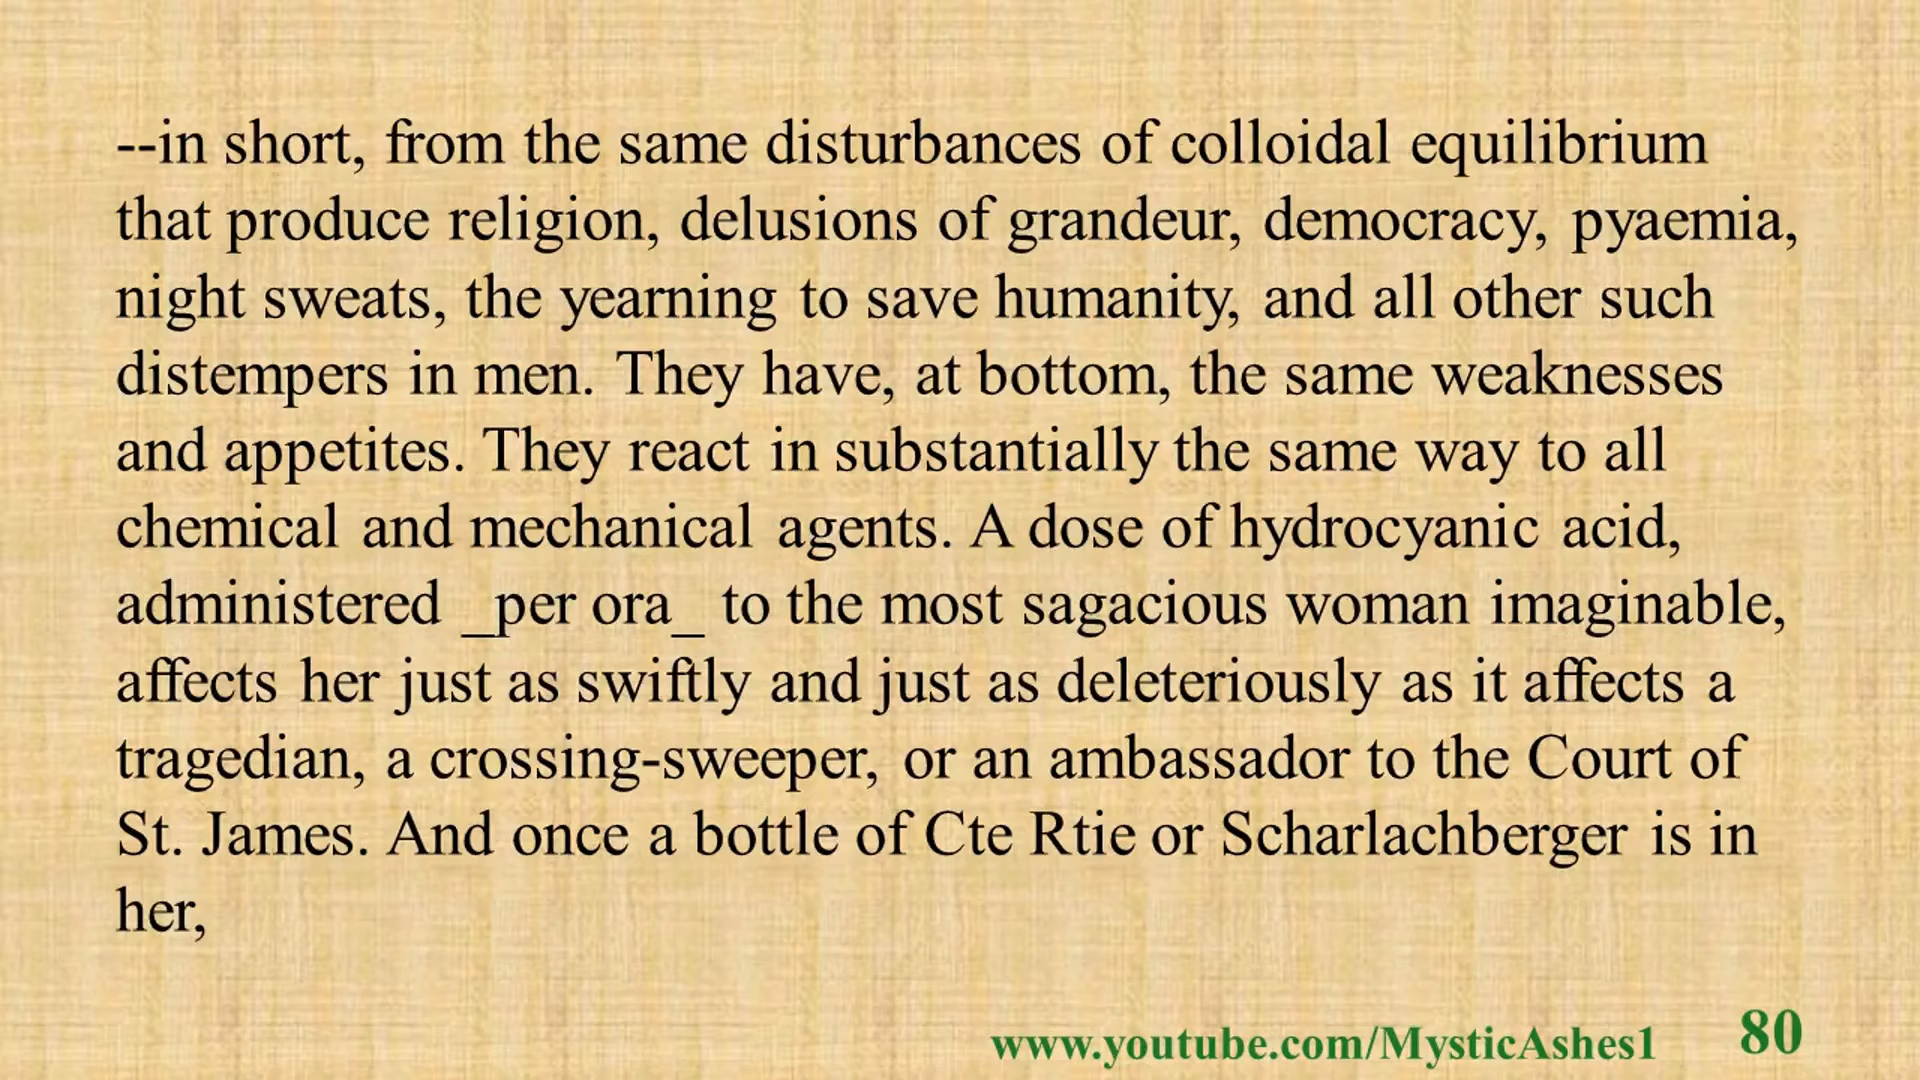 --in short, from the same disturbances of colloidal equilibrium
that produce religion, delusions of grandeur, democracy, pyaemia,
night sweats, the yearning to save humanity, and all other such
distempers in men. They have, at bottom, the same weaknesses
and appetites. They react in substantially the same way to all
chemical and mechanical agents. A dose of hydrocyanic acid,
administered _per ora_ to the most sagacious woman imaginable,
affects her just as swiftly and just as deleteriously as it affects a
tragedian, a crossing-sweeper, or an ambassador to the Court of
St. James. And once a bottle of Cte Rtie or Scharlachberger is in
her,
www.youtube.com/MysticAshes1
80